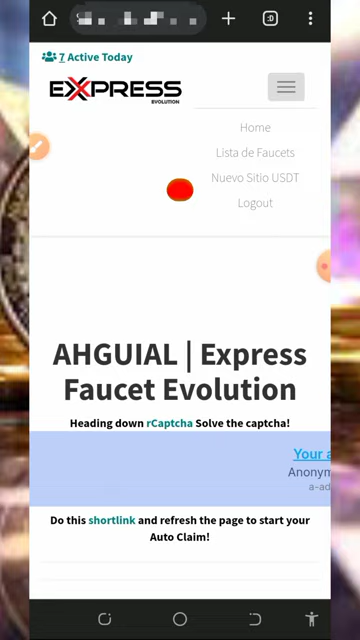 :D
7 Active Today
EXPRESS
EVOLUTION
Home
Lista de Faucets
Nuevo Sitio USDT
Logout
AHGUIAL | Express
Faucet Evolution
Heading down rCaptcha Solve the captcha!
Your a
Anonym
a-ad
Do this shortlink and refresh the page to start your
Auto Claim!